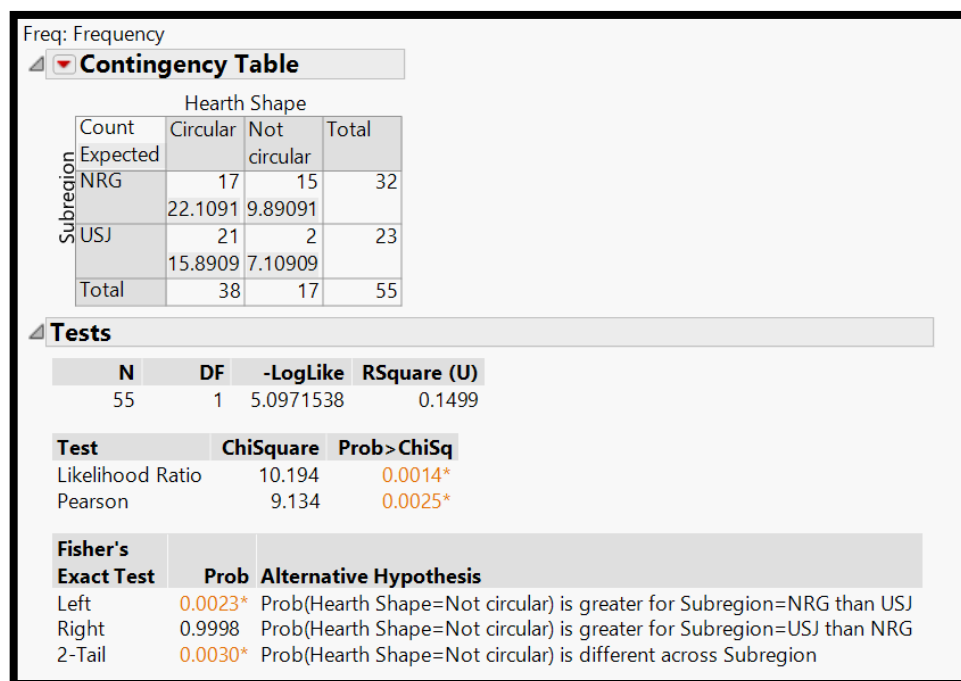 Freq: Frequency
Contingency Table
Hearth Shape
Subregion
Count Circular Not Total
Expected circular
NRG 17 15 32
22.1091 9.89091
USJ 21 2 23
15.8909 7.10909
Total 38 17 55
Tests
N DF -LogLike RSquare (U)
55 1 5.0971538 0.1499
Test ChiSquare Prob>ChiSq
Likelihood Ratio 10.194 0.0014*
Pearson 9.134 0.0025*
Fisher's
Exact Test Prob Alternative Hypothesis
Left 0.0023* Prob(Hearth Shape=Not circular) is greater for Subregion=NRG than USJ
Right 0.9998 Prob(Hearth Shape=Not circular) is greater for Subregion=USJ than NRG
2-Tail 0.0030* Prob(Hearth Shape=Not circular) is different across Subregion